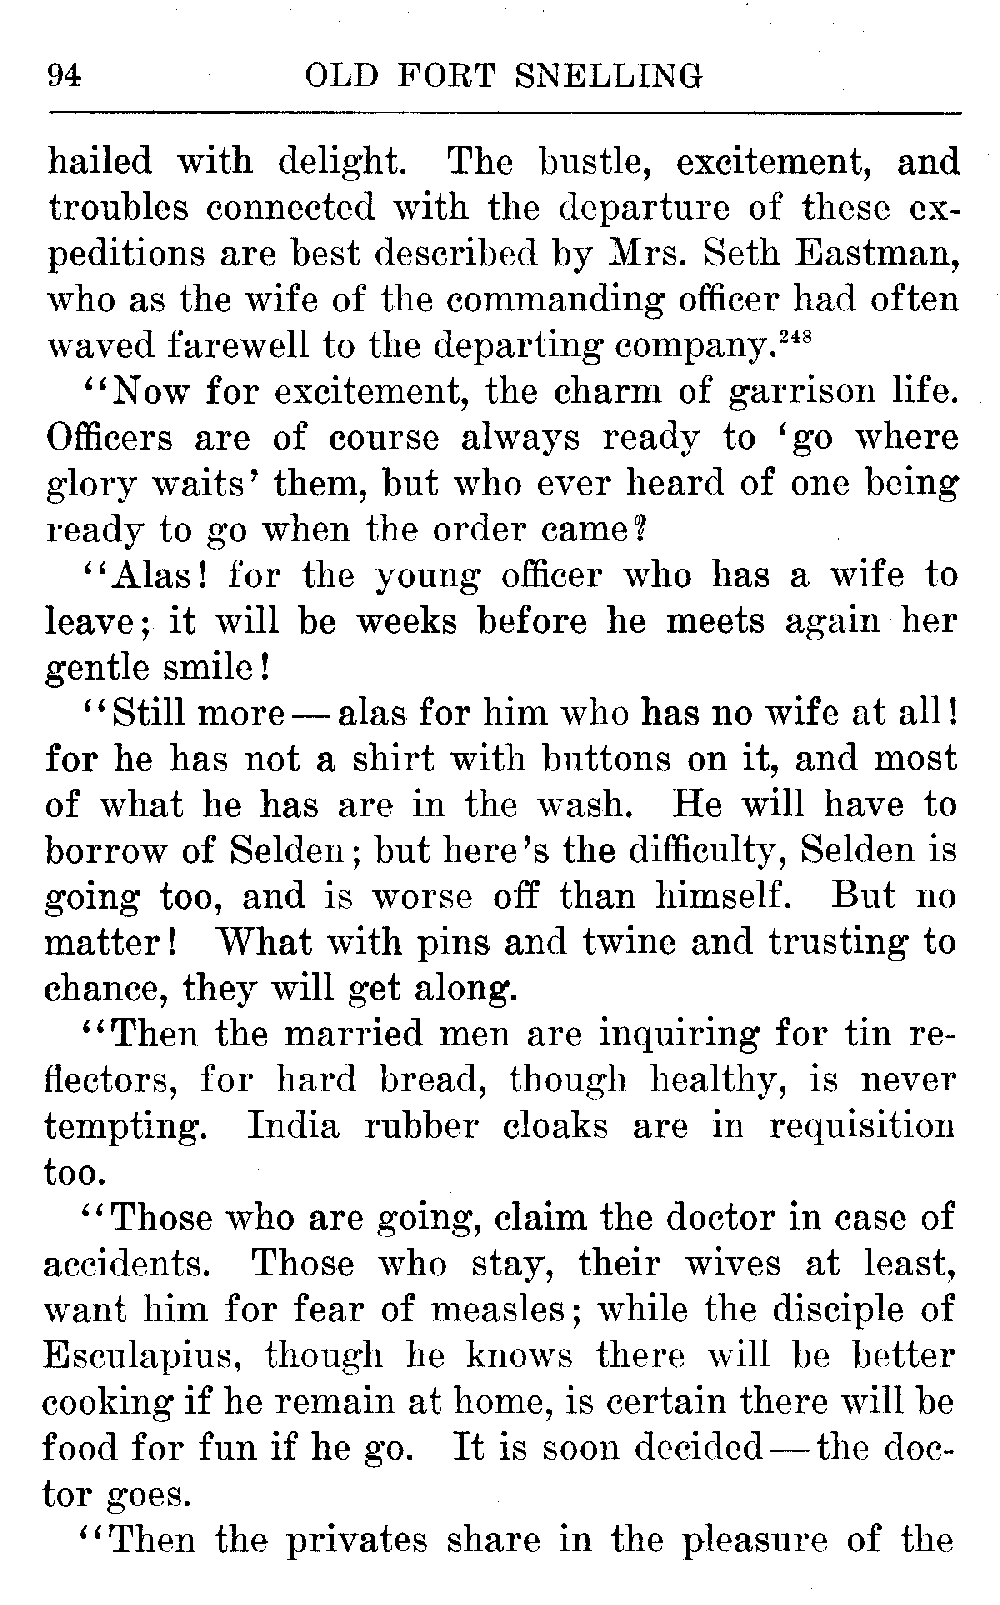 94 OLD FORT SNELLING
hailed with delight. The bustle, excitement, and
troubles connected with the departure of these ex-
peditions are best described by Mrs. Seth Eastman,
who as the wife of the commanding officer had often
waved farewell to the departing company.²⁴⁸
"Now for excitement, the charm of garrison life.
Officers are of course always ready to 'go where
glory waits' them, but who ever heard of one being
ready to go when the order came?
"Alas! for the young officer who has a wife to
leave; it will be weeks before he meets again her
gentle smile!
"Still more—alas for him who has no wife at all!
for he has not a shirt with buttons on it, and most
of what he has are in the wash. He will have to
borrow of Selden; but here's the difficulty, Selden is
going too, and is worse off than himself. But no
matter! What with pins and twine and trusting to
chance, they will get along.
"Then the married men are inquiring for tin re-
flectors, for hard bread, though healthy, is never
tempting. India rubber cloaks are in requisition
too.
"Those who are going, claim the doctor in case of
accidents. Those who stay, their wives at least,
want him for fear of measles; while the disciple of
Esculapius, though he knows there will be better
cooking if he remain at home, is certain there will be
food for fun if he go. It is soon decided—the doc-
tor goes.
"Then the privates share in the pleasure of the